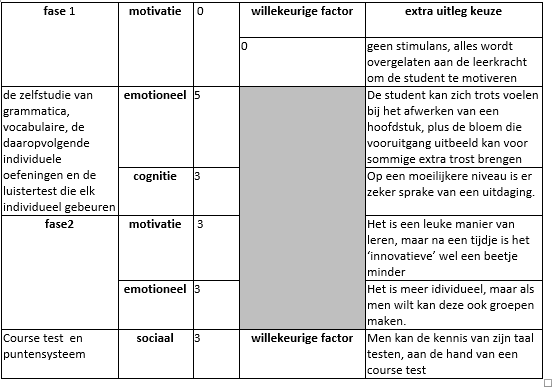 fase 1 motivatie 0 willekeurige factor extra uitleg keuze
0 geen stimulans, alles wordt
overgelaten aan de leerkracht
om de student te motiveren
de zelfstudie van
grammatica,
vocabulaire, de
daaropvolgende
individuele
oefeningen en de
luistertest die elk
individueel gebeuren
emotioneel 5
De student kan zich trots voelen
bij het afwerken van een
hoofdstuk, plus de bloem die
vooruitgang uitbeeld kan voor
sommige extra trost brengen
cognitie 3
Op een moeilijkere niveau is er
zeker sprake van een uitdaging.
fase2 motivatie 3
Het is een leuke manier van
leren, maar na een tijdje is het
‘innovatieve’ wel een beetje
minder
emotioneel 3
Het is meer idividueel, maar als
men wilt kan deze ook groepen
maken.
Course test en
puntensysteem
sociaal 3 willekeurige factor
Men kan de kennis van zijn taal
testen, aan de hand van een
course test